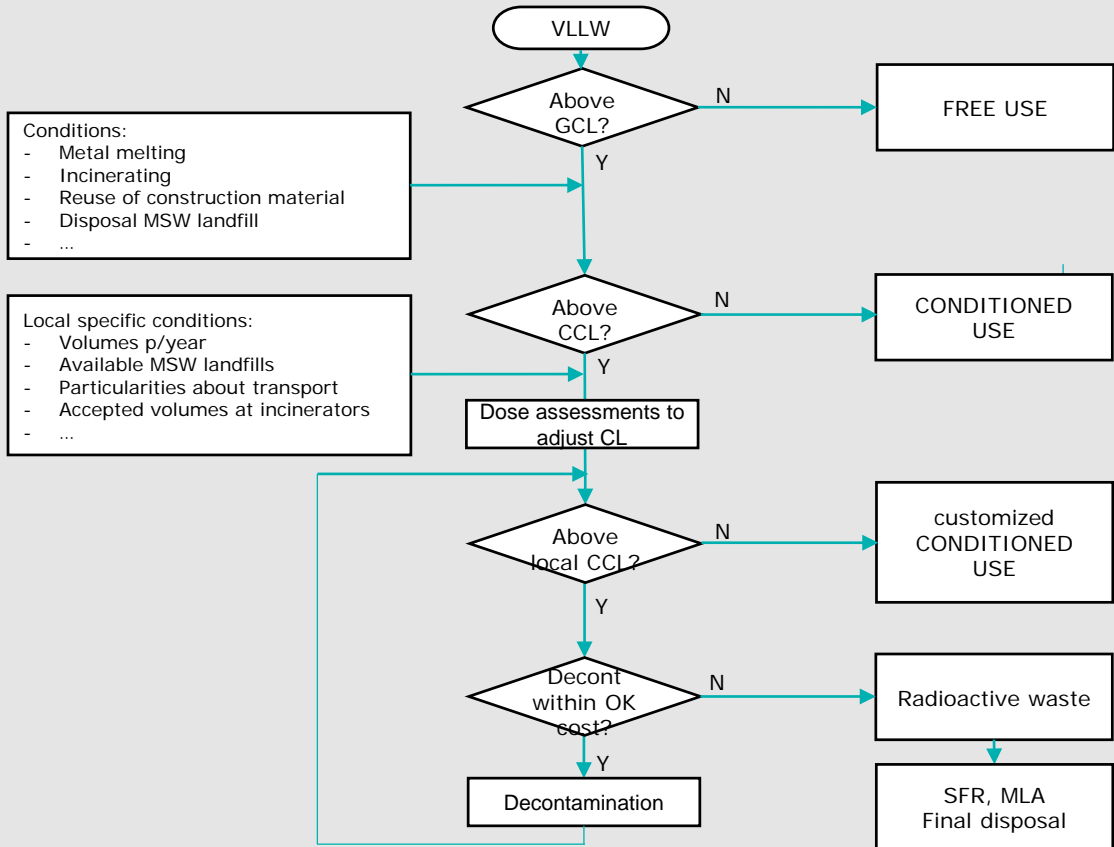 VLLW
Above
GCL?
N
FREE USE
Y
Conditions:
- Metal melting
- Incinerating
- Reuse of construction material
- Disposal MSW landfill
- ...
Above
CCL?
N
CONDITIONED
USE
Y
Local specific conditions:
- Volumes p/year
- Available MSW landfills
- Particularities about transport
- Accepted volumes at incinerators
- ...
Dose assessments to
adjust CL
Above
local CCL?
N
customized
CONDITIONED
USE
Y
Decont
within OK
cost?
N
Radioactive waste
Y
Decontamination
SFR, MLA
Final disposal